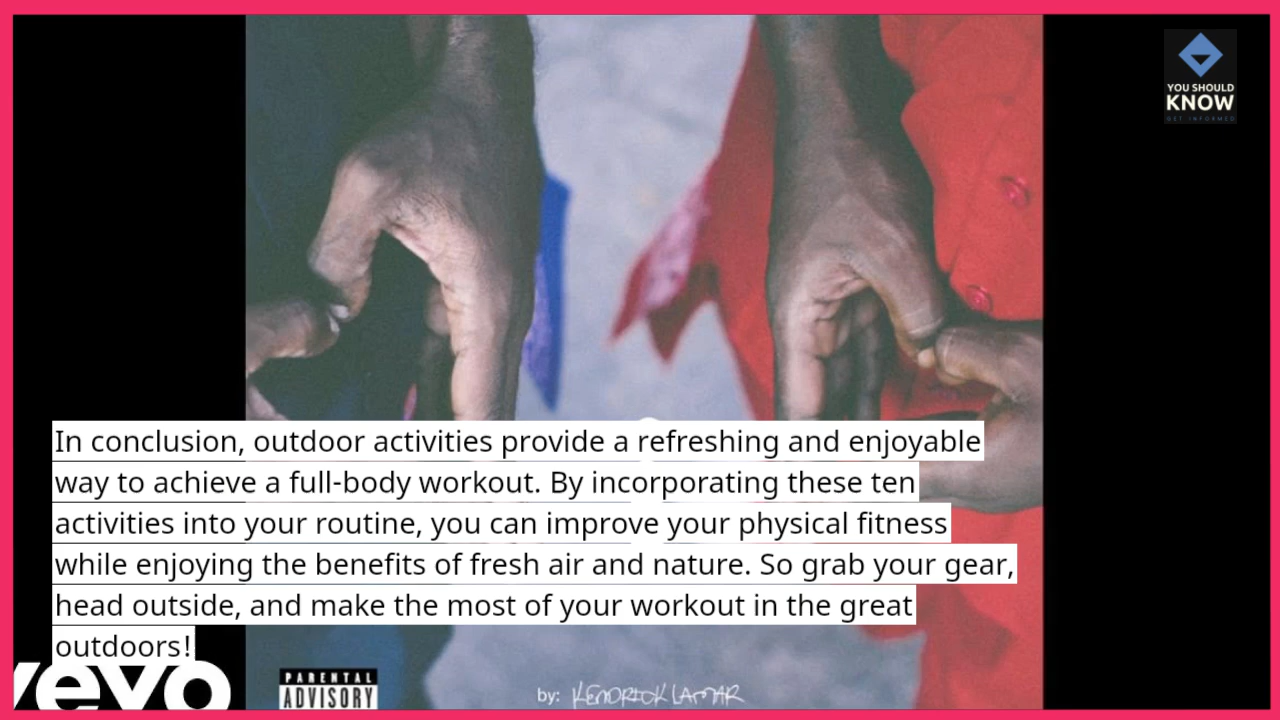 YOU SHOULD
KNOW
GET INFORMED
In conclusion, outdoor activities provide a refreshing and enjoyable
way to achieve a full-body workout. By incorporating these ten
activities into your routine, you can improve your physical fitness
while enjoying the benefits of fresh air and nature. So grab your gear,
head outside, and make the most of your workout in the great
outdoors!
vevo
PARENTAL
ADVISORY
by: KENDRICK LAMAR